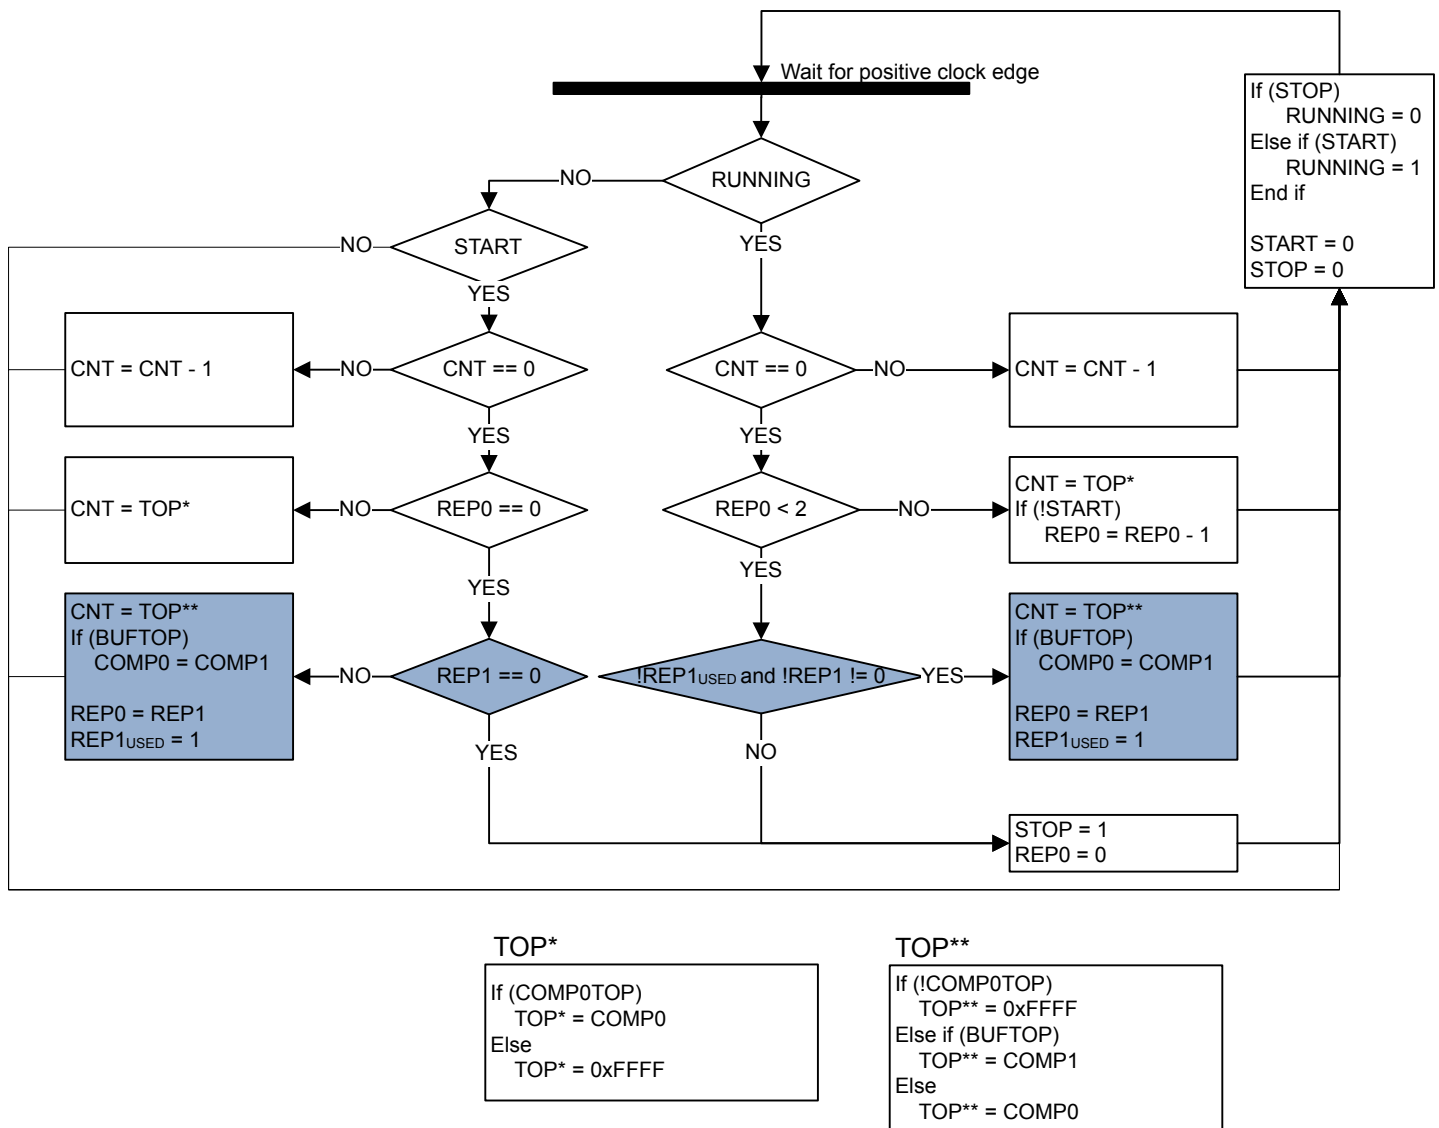 Wait for positive clock edge
If (STOP)
RUNNING = 0
Else if (START)
RUNNING = 1
End if
START = 0
STOP = 0
RUNNING
NO
START
NO
YES
YES
CNT = CNT - 1
NO
CNT == 0
CNT == 0
NO
CNT = CNT - 1
YES
YES
CNT = TOP*
NO
REP0 == 0
REP0 < 2
NO
CNT = TOP*
If (!START)
REP0 = REP0 - 1
YES
YES
CNT = TOP**
If (BUFTOP)
COMP0 = COMP1
REP0 = REP1
REP1USED = 1
NO
REP1 == 0
!REP1USED and !REP1 != 0
YES
CNT = TOP**
If (BUFTOP)
COMP0 = COMP1
REP0 = REP1
REP1USED = 1
YES
NO
STOP = 1
REP0 = 0
TOP*
If (COMP0TOP)
TOP* = COMP0
Else
TOP* = 0xFFFF
TOP**
If (!COMP0TOP)
TOP** = 0xFFFF
Else if (BUFTOP)
TOP** = COMP1
Else
TOP** = COMP0